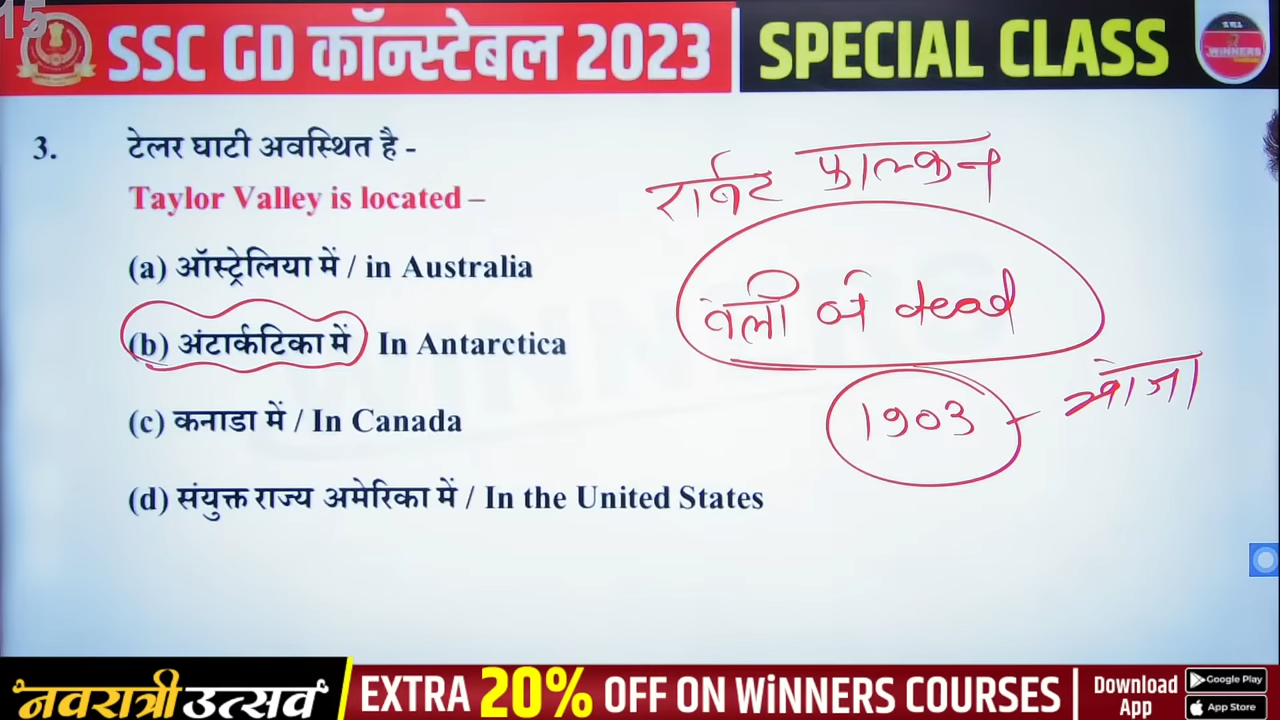 15
SSC GD कॉन्स्टेबल 2023
SPECIAL CLASS
WiNNERS
3. टेलर घाटी अवस्थित है -
Taylor Valley is located –
(a) ऑस्ट्रेलिया में / in Australia
(b) अंटार्कटिका में In Antarctica
(c) कनाडा में / In Canada
(d) संयुक्त राज्य अमेरिका में / In the United States
फाल्कन
वेली of dead
1903 - खोजा
नवरात्री उत्सव
EXTRA 20% OFF ON WiNNERS COURSES
Download App
Google Play
App Store